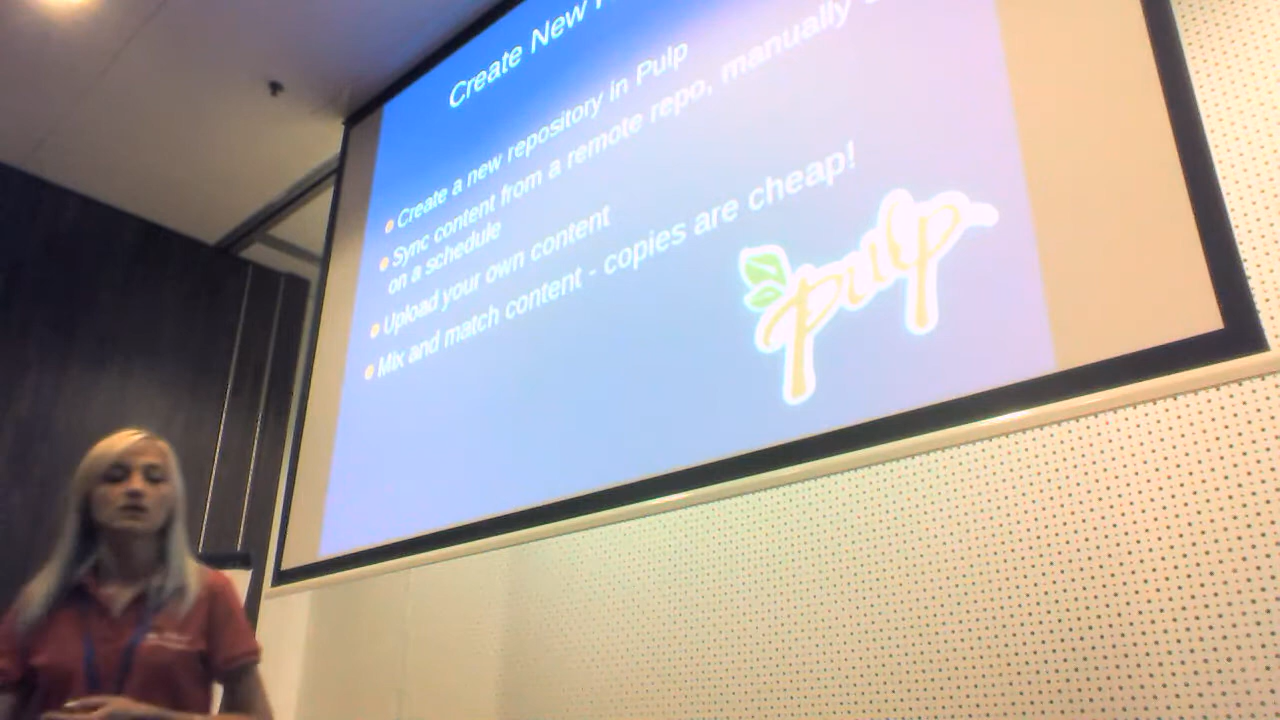 Create New
Create a new repository in Pulp
Sync content from a remote repo, manually
on a schedule
Upload your own content
Mix and match content - copies are cheap!
pulp